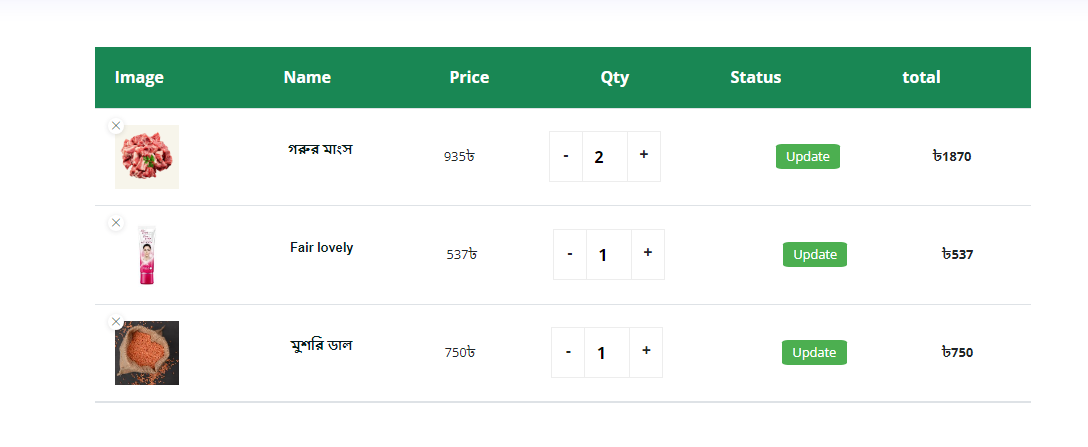 Image Name Price Qty Status total
গরুর মাংস 935৳ - 2 + Update ৳1870
Fair lovely 537৳ - 1 + Update ৳537
মুশরি ডাল 750৳ - 1 + Update ৳750